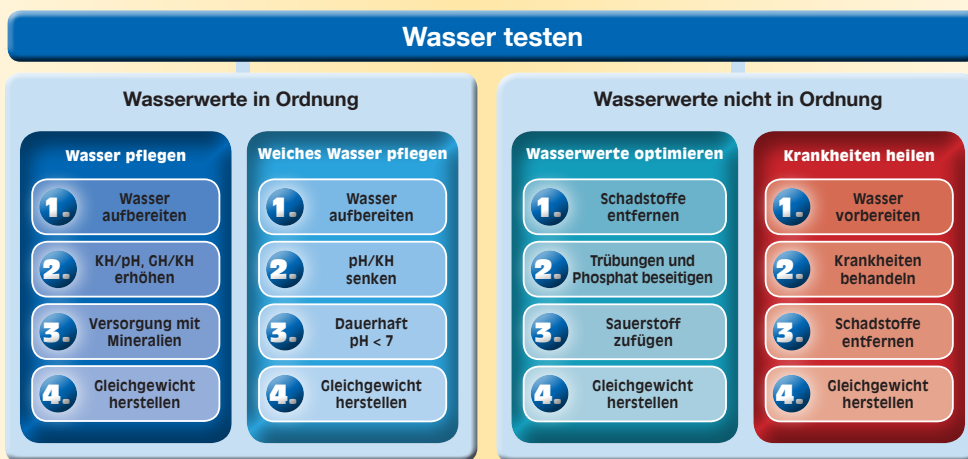 Wasser testen
Wasserwerte in Ordnung
Wasser pflegen
1. Wasser
aufbereiten
2. KH/pH, GH/KH
erhöhen
3. Versorgung mit
Mineralien
4. Gleichgewicht
herstellen
Weiches Wasser pflegen
1. Wasser
aufbereiten
2. pH/KH
senken
3. Dauerhaft
pH < 7
4. Gleichgewicht
herstellen
Wasserwerte nicht in Ordnung
Wasserwerte optimieren
1. Schadstoffe
entfernen
2. Trübungen und
Phosphat beseitigen
3. Sauerstoff
zufügen
4. Gleichgewicht
herstellen
Krankheiten heilen
1. Wasser
vorbereiten
2. Krankheiten
behandeln
3. Schadstoffe
entfernen
4. Gleichgewicht
herstellen